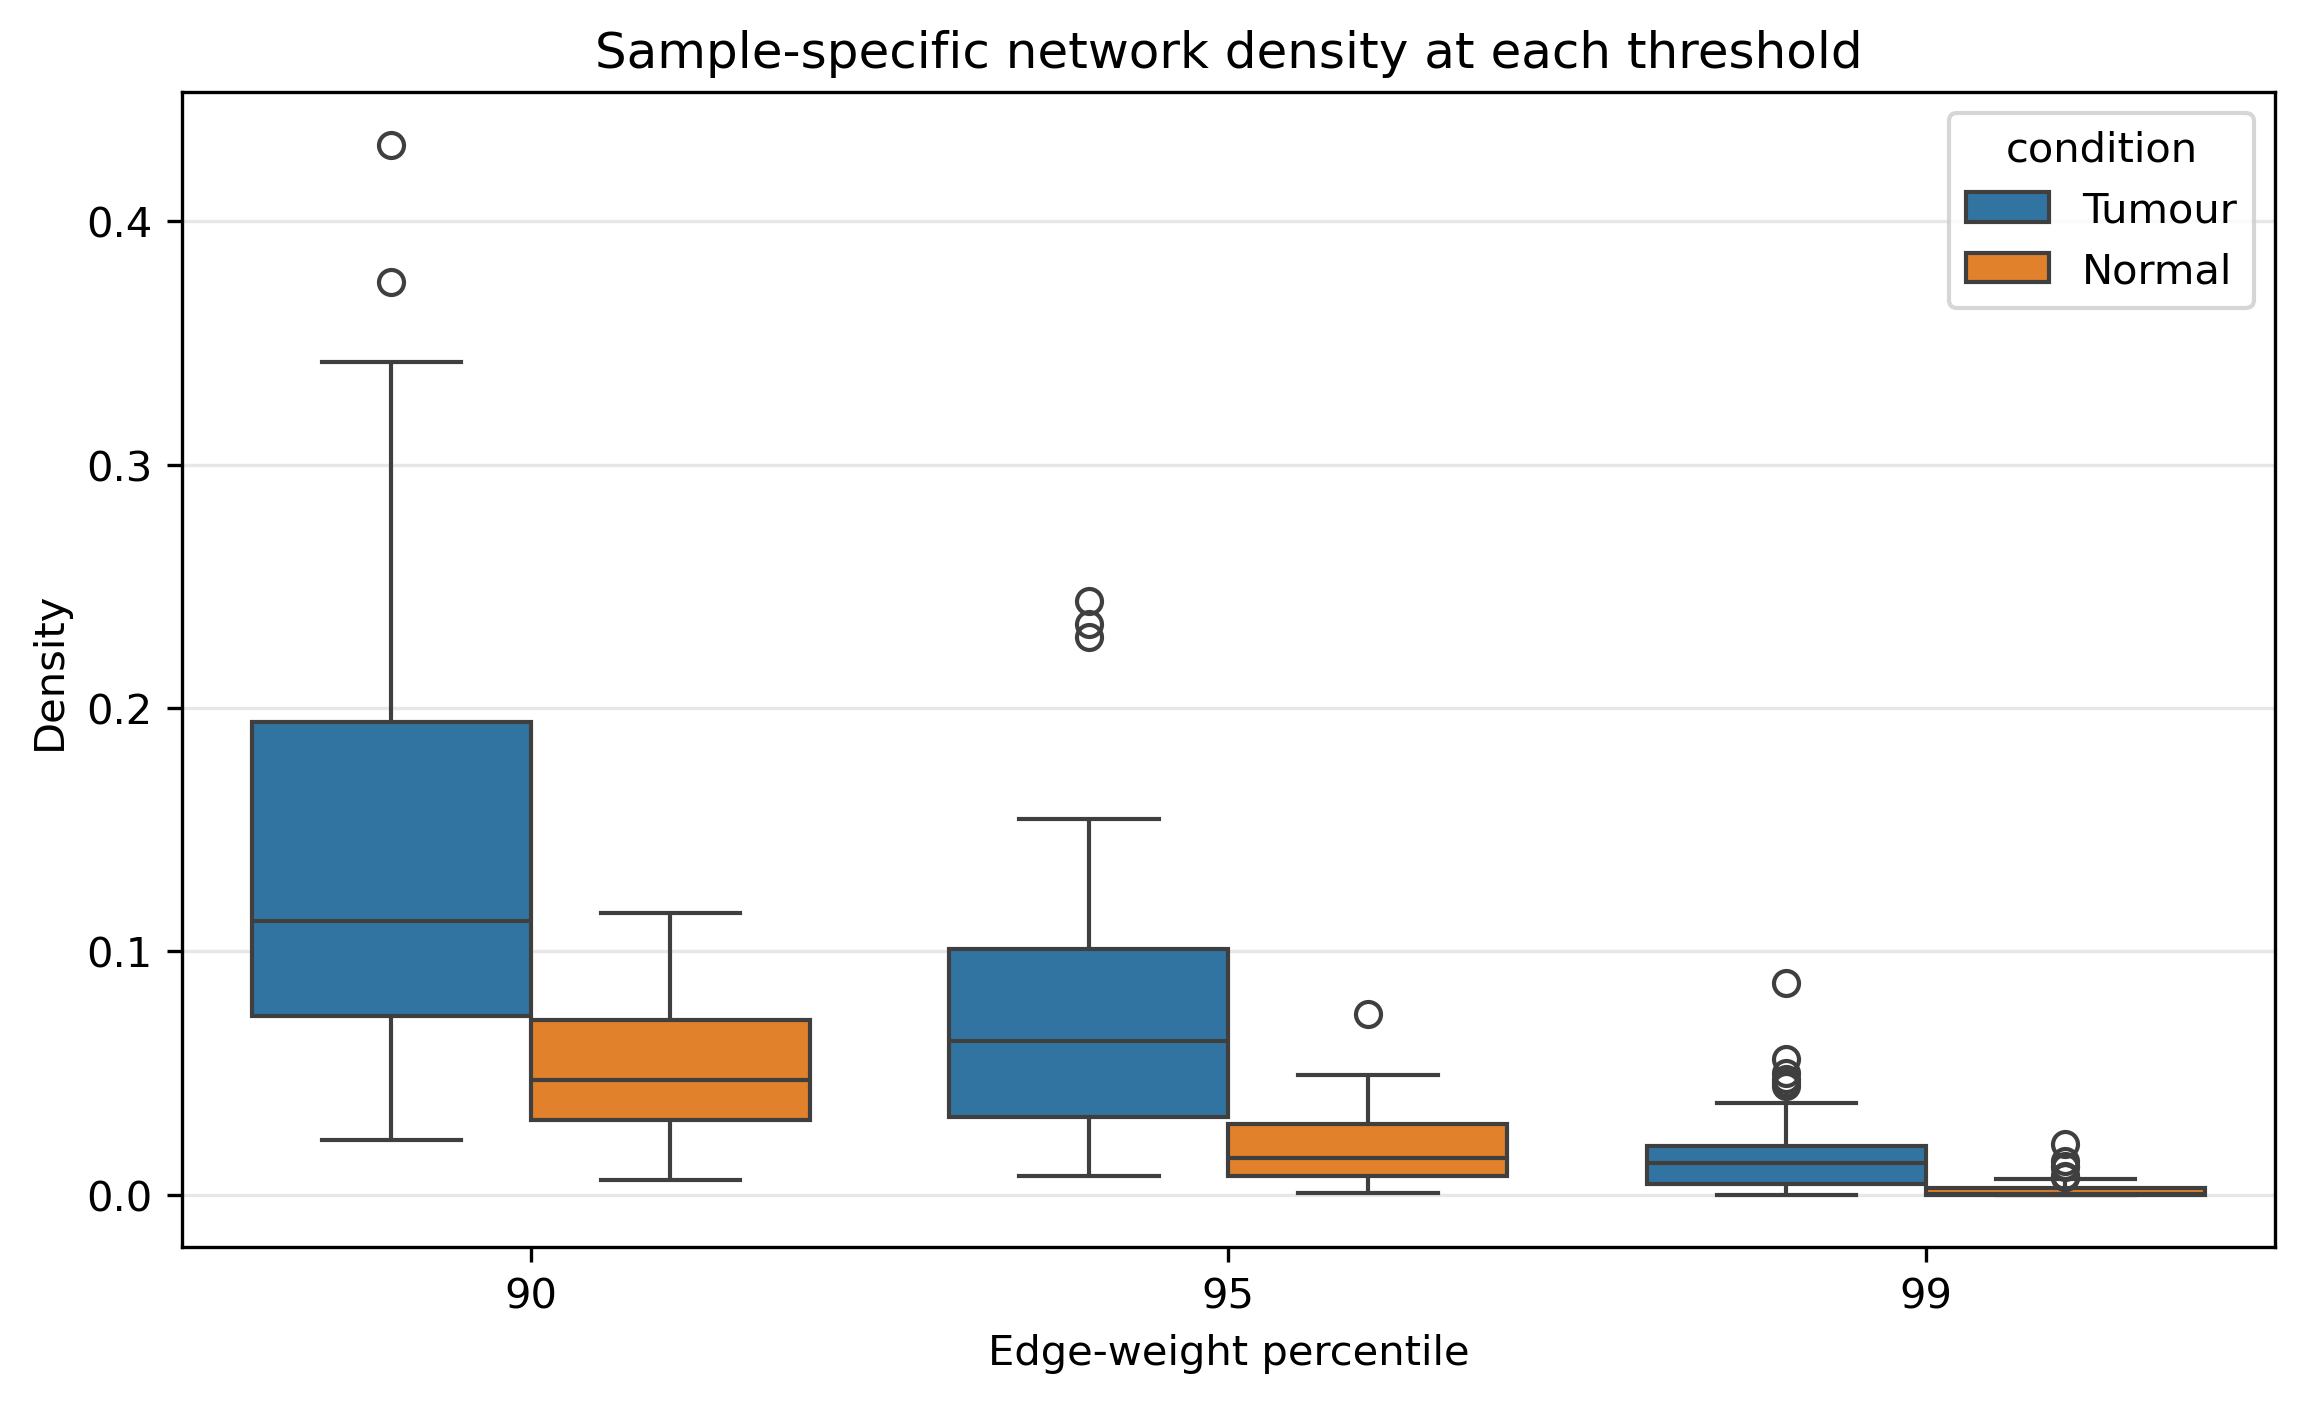 Sample-specific network density at each threshold
condition
Tumour
Normal
Density
0.4
0.3
0.2
0.1
0.0
90
95
99
Edge-weight percentile